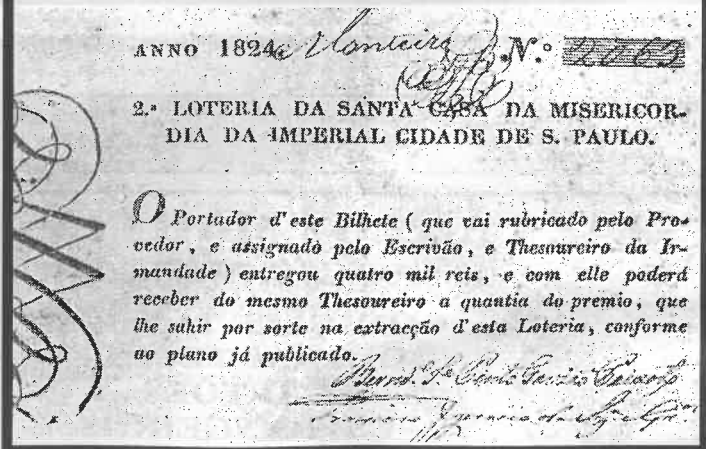 ANNO 1824. Monteiro N.º 2063
2.ª LOTERIA DA SANTA CASA DA MISERICOR-
DIA DA IMPERIAL CIDADE DE S. PAULO.
O Portador d'este Bilhete ( que vai rubricado pelo Pro-
vedor, e assignado pelo Escrivão, e Thesoureiro da Ir-
mandade ) entregou quatro mil reis, e com elle poderá
receber do mesmo Thesoureiro a quantia do premio, que
lhe sahir por sorte na extracção d'esta Loteria, conforme
ao plano já publicado.